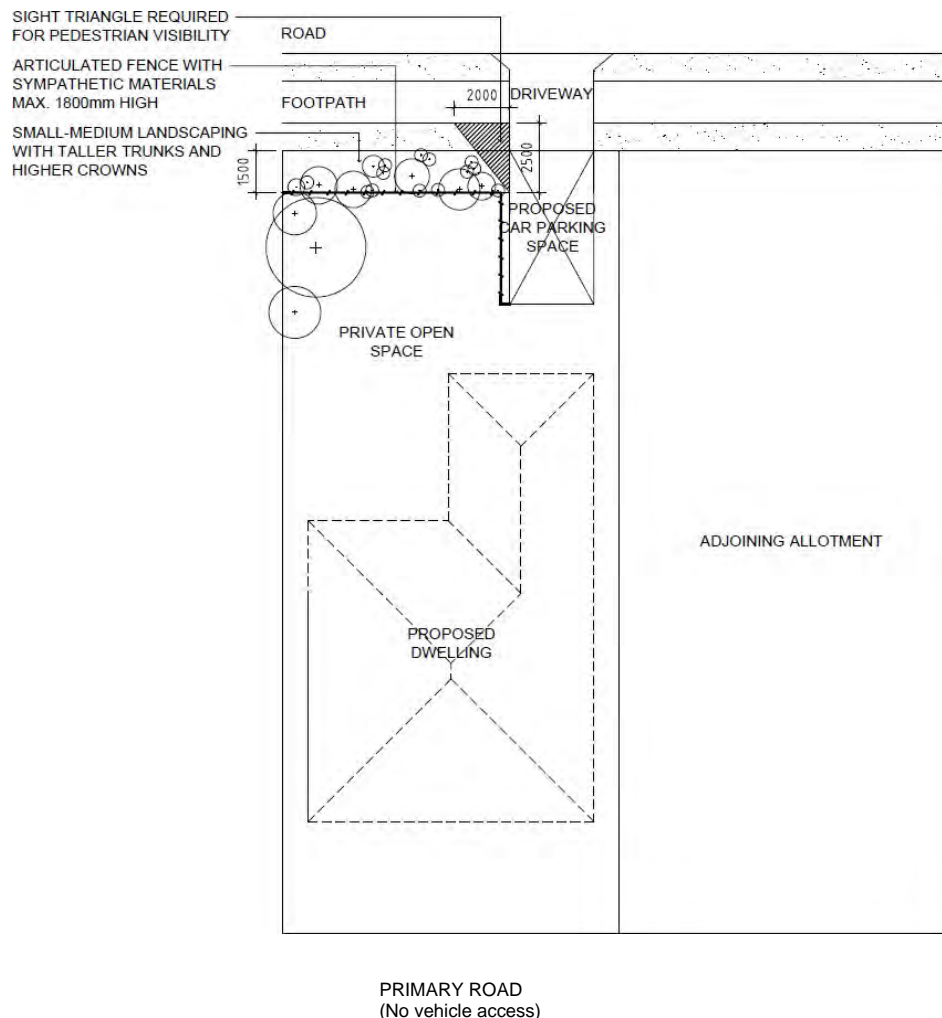 SIGHT TRIANGLE REQUIRED
FOR PEDESTRIAN VISIBILITY
ROAD
ARTICULATED FENCE WITH
SYMPATHETIC MATERIALS
MAX. 1800mm HIGH
2000
DRIVEWAY
FOOTPATH
SMALL-MEDIUM LANDSCAPING
WITH TALLER TRUNKS AND
HIGHER CROWNS
1500
2500
PROPOSED
CAR PARKING
SPACE
PRIVATE OPEN
SPACE
ADJOINING ALLOTMENT
PROPOSED
DWELLING
PRIMARY ROAD
(No vehicle access)